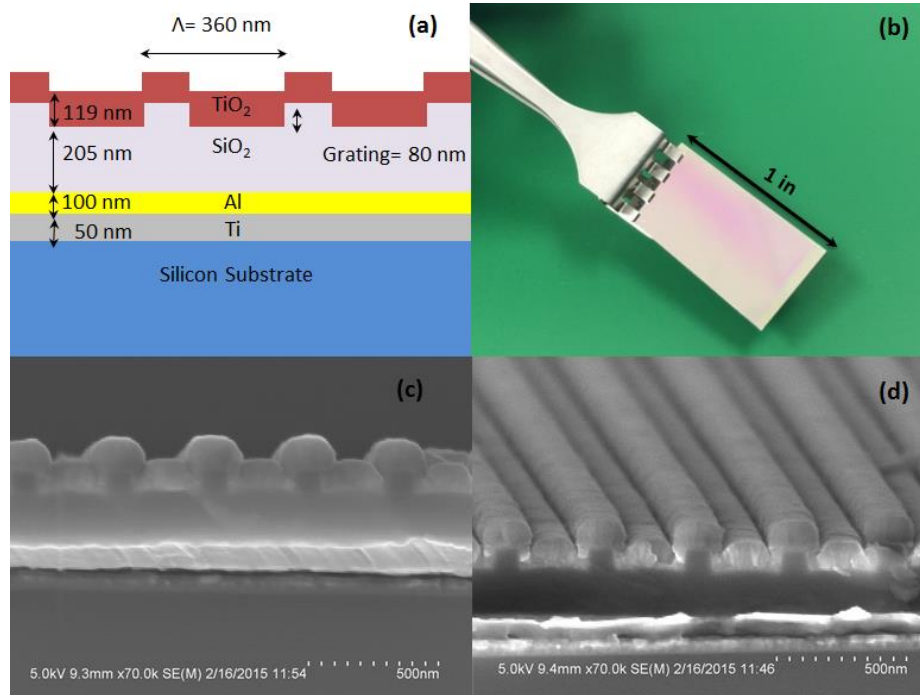 Λ= 360 nm
(a)
TiO2
119 nm
SiO2
Grating= 80 nm
205 nm
100 nm
Al
50 nm
Ti
Silicon Substrate
(b)
1 in
(c)
5.0kV 9.3mm x70.0k SE(M) 2/16/2015 11:54
500nm
(d)
5.0kV 9.4mm x70.0k SE(M) 2/16/2015 11:46
500nm